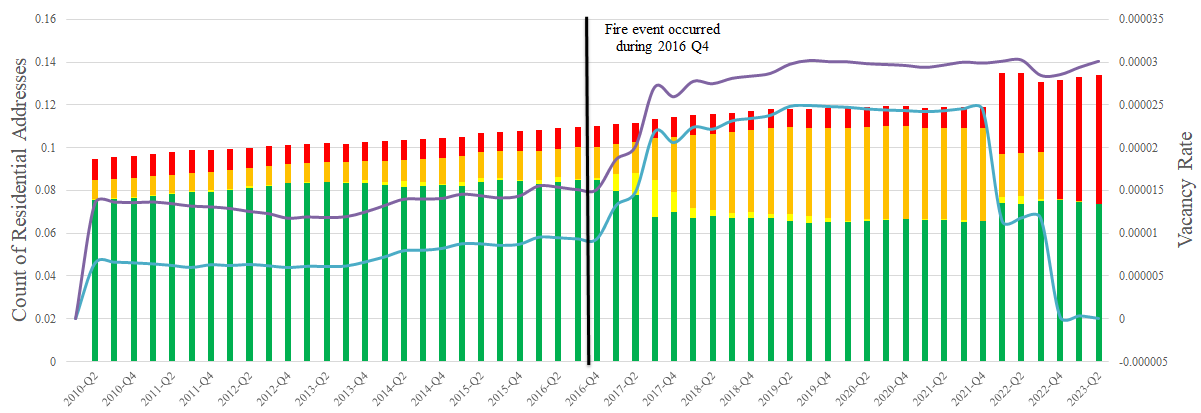 Fire event occurred
during 2016 Q4
Count of Residential Addresses
0.16
0.14
0.12
0.1
0.08
0.06
0.04
0.02
0
Vacancy Rate
0.000035
0.00003
0.000025
0.00002
0.000015
0.00001
0.000005
0
-0.000005
2010-Q2
2010-Q4
2011-Q2
2011-Q4
2012-Q2
2012-Q4
2013-Q2
2013-Q4
2014-Q2
2014-Q4
2015-Q2
2015-Q4
2016-Q2
2016-Q4
2017-Q2
2017-Q4
2018-Q2
2018-Q4
2019-Q2
2019-Q4
2020-Q2
2020-Q4
2021-Q2
2021-Q4
2022-Q2
2022-Q4
2023-Q2